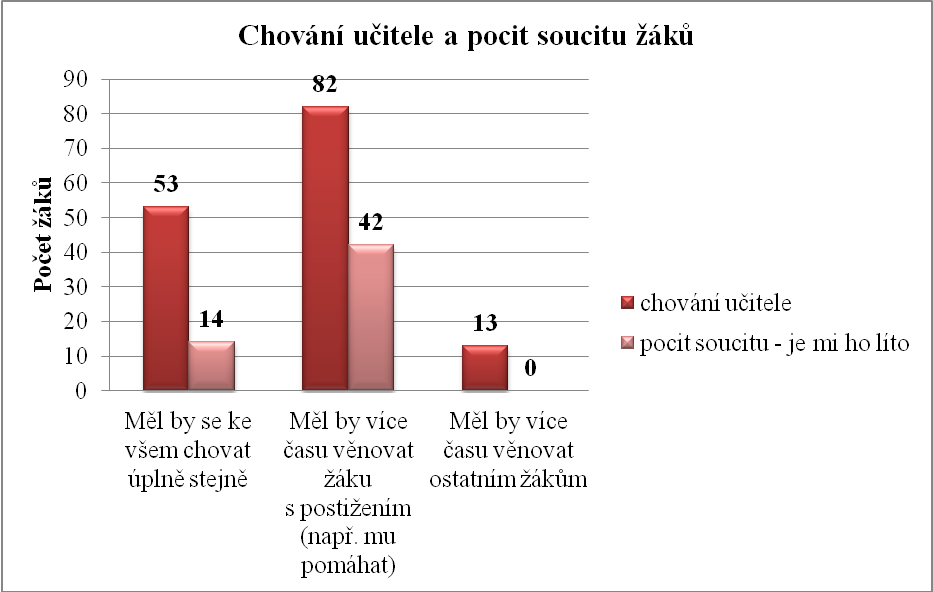 Chování učitele a pocit soucitu žáků
Počet žáků
90
80
70
60
50
40
30
20
10
0
53
14
82
42
13
0
Měl by se ke
všem chovat
úplně stejně
Měl by více
času věnovat
žáku
s postižením
(např. mu
pomáhat)
Měl by více
času věnovat
ostatním žákům
chování učitele
pocit soucitu - je mi ho líto